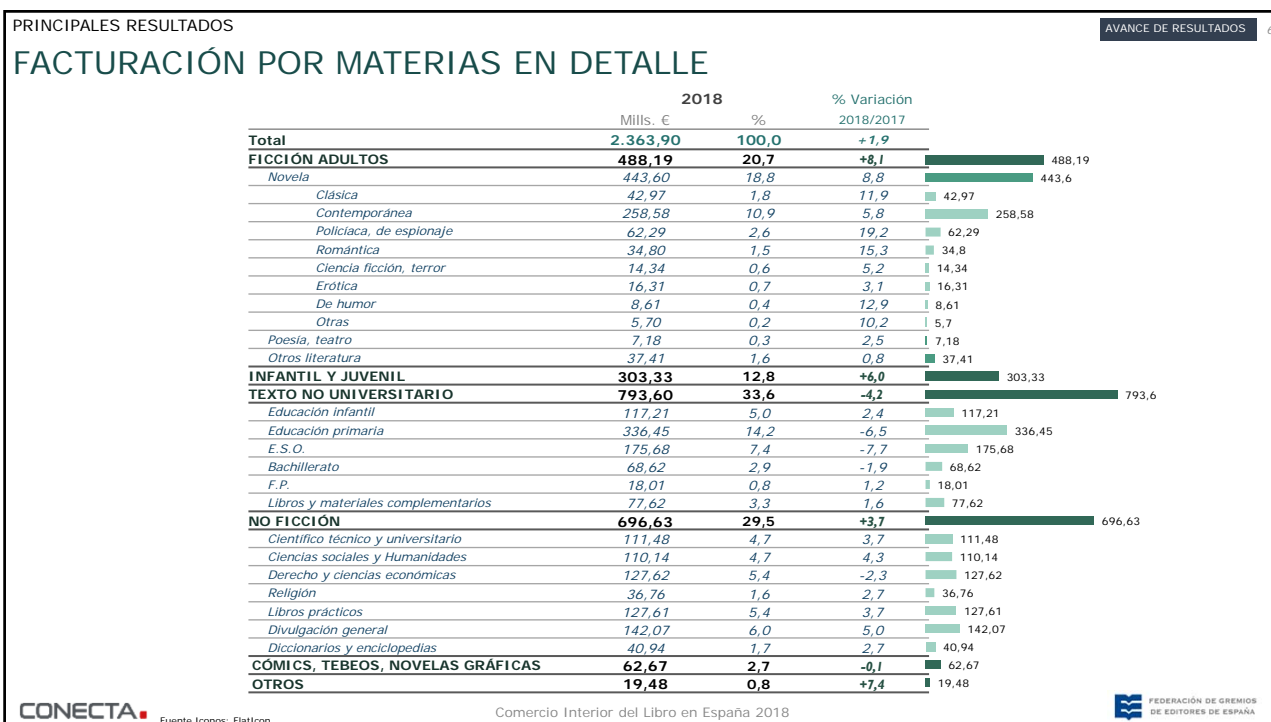 PRINCIPALES RESULTADOS
AVANCE DE RESULTADOS 6
FACTURACIÓN POR MATERIAS EN DETALLE
2018 % Variación
Mills. € % 2018/2017
Total 2.363,90 100,0 +1,9
FICCIÓN ADULTOS 488,19 20,7 +8,1 488,19
Novela 443,60 18,8 8,8 443,6
Clásica 42,97 1,8 11,9 42,97
Contemporánea 258,58 10,9 5,8 258,58
Policíaca, de espionaje 62,29 2,6 19,2 62,29
Romántica 34,80 1,5 15,3 34,8
Ciencia ficción, terror 14,34 0,6 5,2 14,34
Erótica 16,31 0,7 3,1 16,31
De humor 8,61 0,4 12,9 8,61
Otras 5,70 0,2 10,2 5,7
Poesía, teatro 7,18 0,3 2,5 7,18
Otros literatura 37,41 1,6 0,8 37,41
INFANTIL Y JUVENIL 303,33 12,8 +6,0 303,33
TEXTO NO UNIVERSITARIO 793,60 33,6 -4,2 793,6
Educación infantil 117,21 5,0 2,4 117,21
Educación primaria 336,45 14,2 -6,5 336,45
E.S.O. 175,68 7,4 -7,7 175,68
Bachillerato 68,62 2,9 -1,9 68,62
F.P. 18,01 0,8 1,2 18,01
Libros y materiales complementarios 77,62 3,3 1,6 77,62
NO FICCIÓN 696,63 29,5 +3,7 696,63
Científico técnico y universitario 111,48 4,7 3,7 111,48
Ciencias sociales y Humanidades 110,14 4,7 4,3 110,14
Derecho y ciencias económicas 127,62 5,4 -2,3 127,62
Religión 36,76 1,6 2,7 36,76
Libros prácticos 127,61 5,4 3,7 127,61
Divulgación general 142,07 6,0 5,0 142,07
Diccionarios y enciclopedias 40,94 1,7 2,7 40,94
CÓMICS, TEBEOS, NOVELAS GRÁFICAS 62,67 2,7 -0,1 62,67
OTROS 19,48 0,8 +7,4 19,48
CONECTA
Fuente Iconos: FlatIcon
Comercio Interior del Libro en España 2018
FEDERACIÓN DE GREMIOS
DE EDITORES DE ESPAÑA